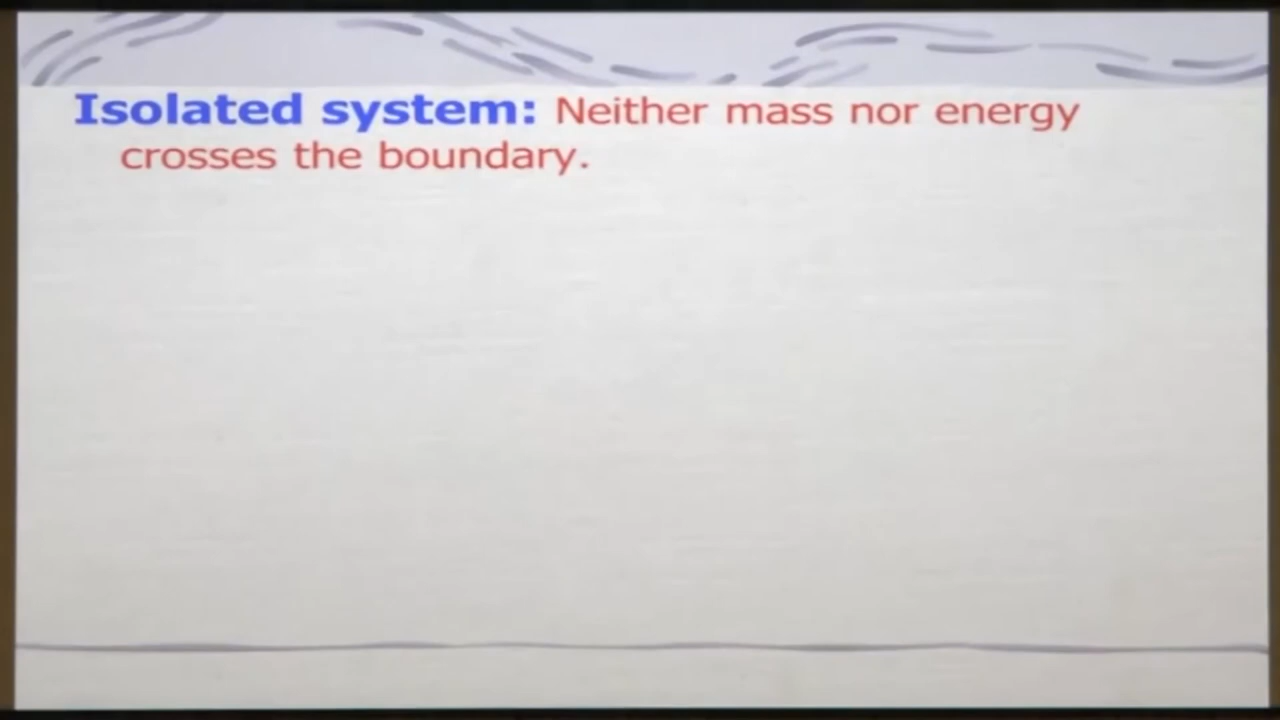 Isolated system: Neither mass nor energy
crosses the boundary.